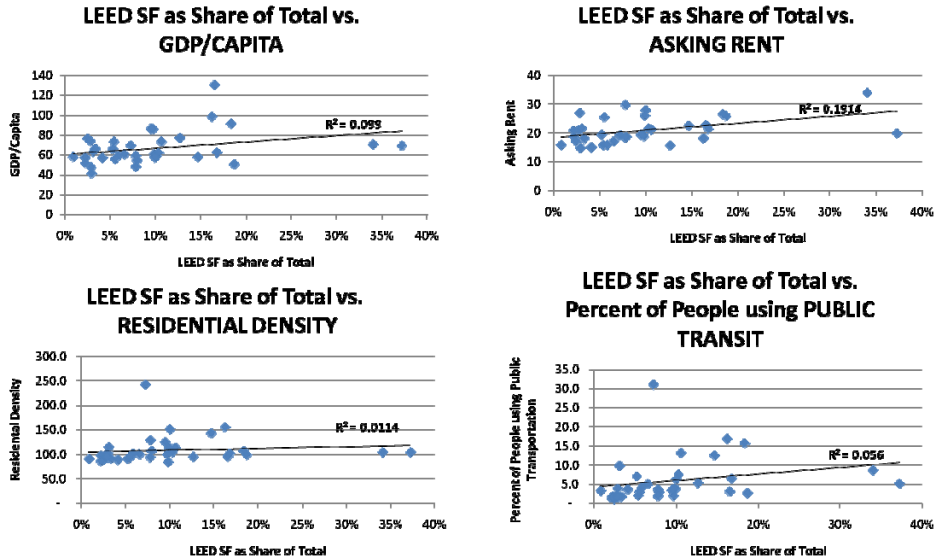 LEED SF as Share of Total vs.
GDP/CAPITA
140
120
100
80
60
40
20
0
GDP/Capita
R² = 0.099
0% 5% 10% 15% 20% 25% 30% 35% 40%
LEED SF as Share of Total
LEED SF as Share of Total vs.
ASKING RENT
40
30
20
10
0
Asking Rent
R² = 0.1914
0% 5% 10% 15% 20% 25% 30% 35% 40%
LEED SF as Share of Total
LEED SF as Share of Total vs.
RESIDENTIAL DENSITY
300.0
250.0
200.0
150.0
100.0
50.0
-
Residential Density
R² = 0.0114
0% 5% 10% 15% 20% 25% 30% 35% 40%
LEED SF as Share of Total
LEED SF as Share of Total vs.
Percent of People using PUBLIC
TRANSIT
35.0
30.0
25.0
20.0
15.0
10.0
5.0
-
Percent of People using Public
Transportation
R² = 0.056
0% 10% 20% 30% 40%
LEED SF as Share of Total